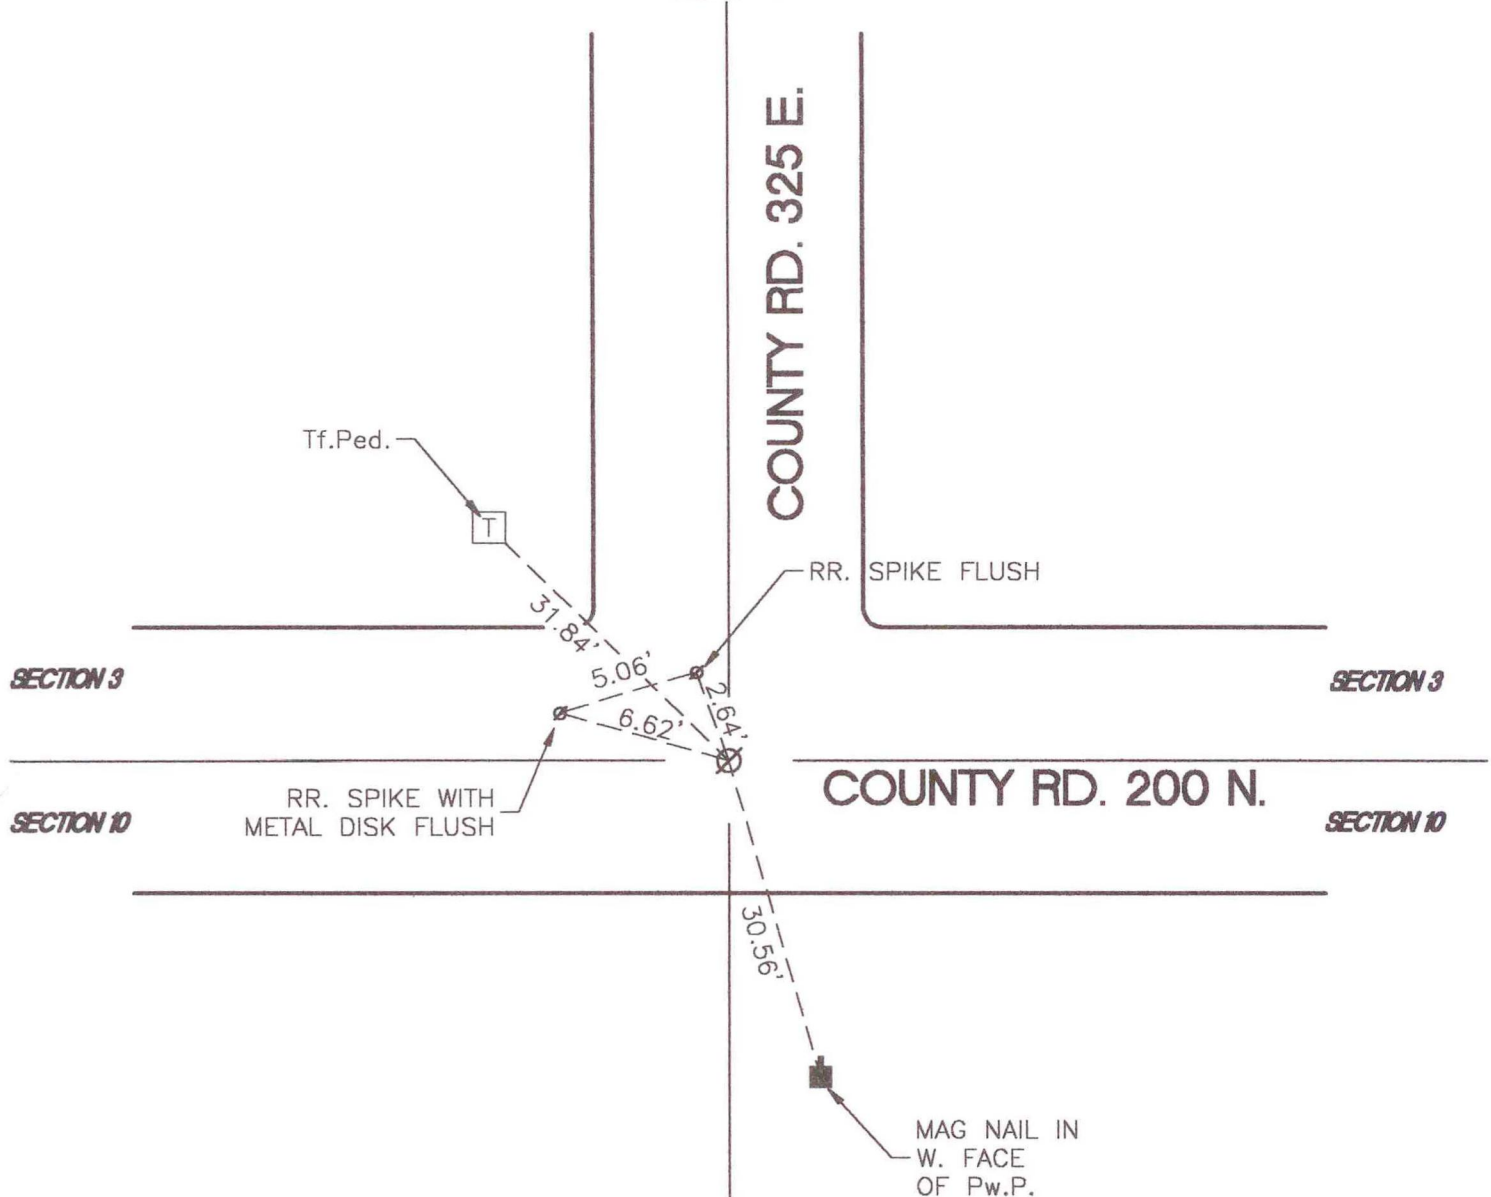 COUNTY RD. 325 E.
Tf.Ped.
T
RR. SPIKE FLUSH
31.84'
5.06'
2.64'
6.62'
SECTION 3
SECTION 3
COUNTY RD. 200 N.
RR. SPIKE WITH
METAL DISK FLUSH
SECTION 10
SECTION 10
30.56'
MAG NAIL IN
W. FACE
OF Pw.P.